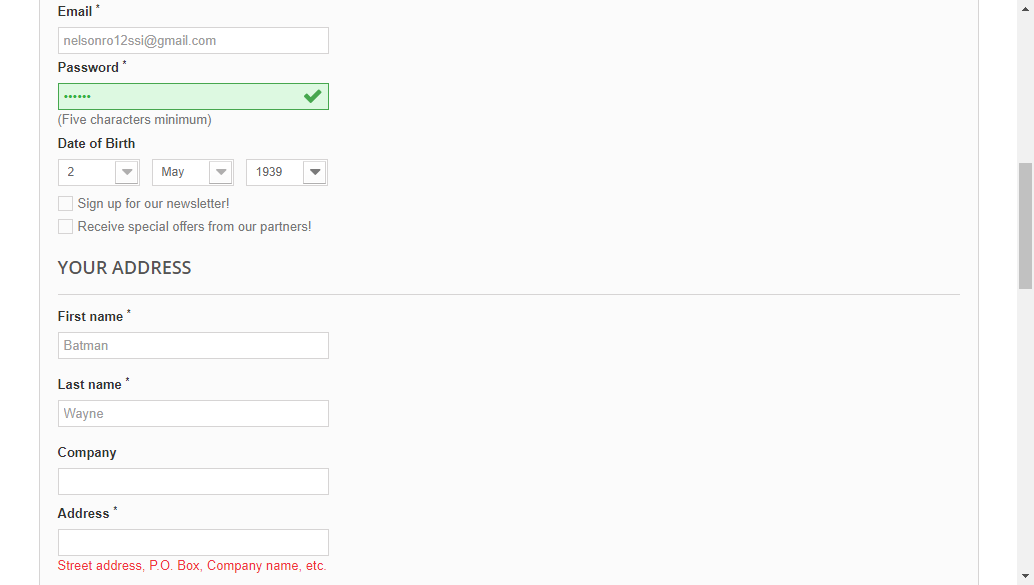 Email *
nelsonro12ssi@gmail.com
Password *
••••••
(Five characters minimum)
Date of Birth
2 May 1939
Sign up for our newsletter!
Receive special offers from our partners!
YOUR ADDRESS
First name *
Batman
Last name *
Wayne
Company
Address *
Street address, P.O. Box, Company name, etc.